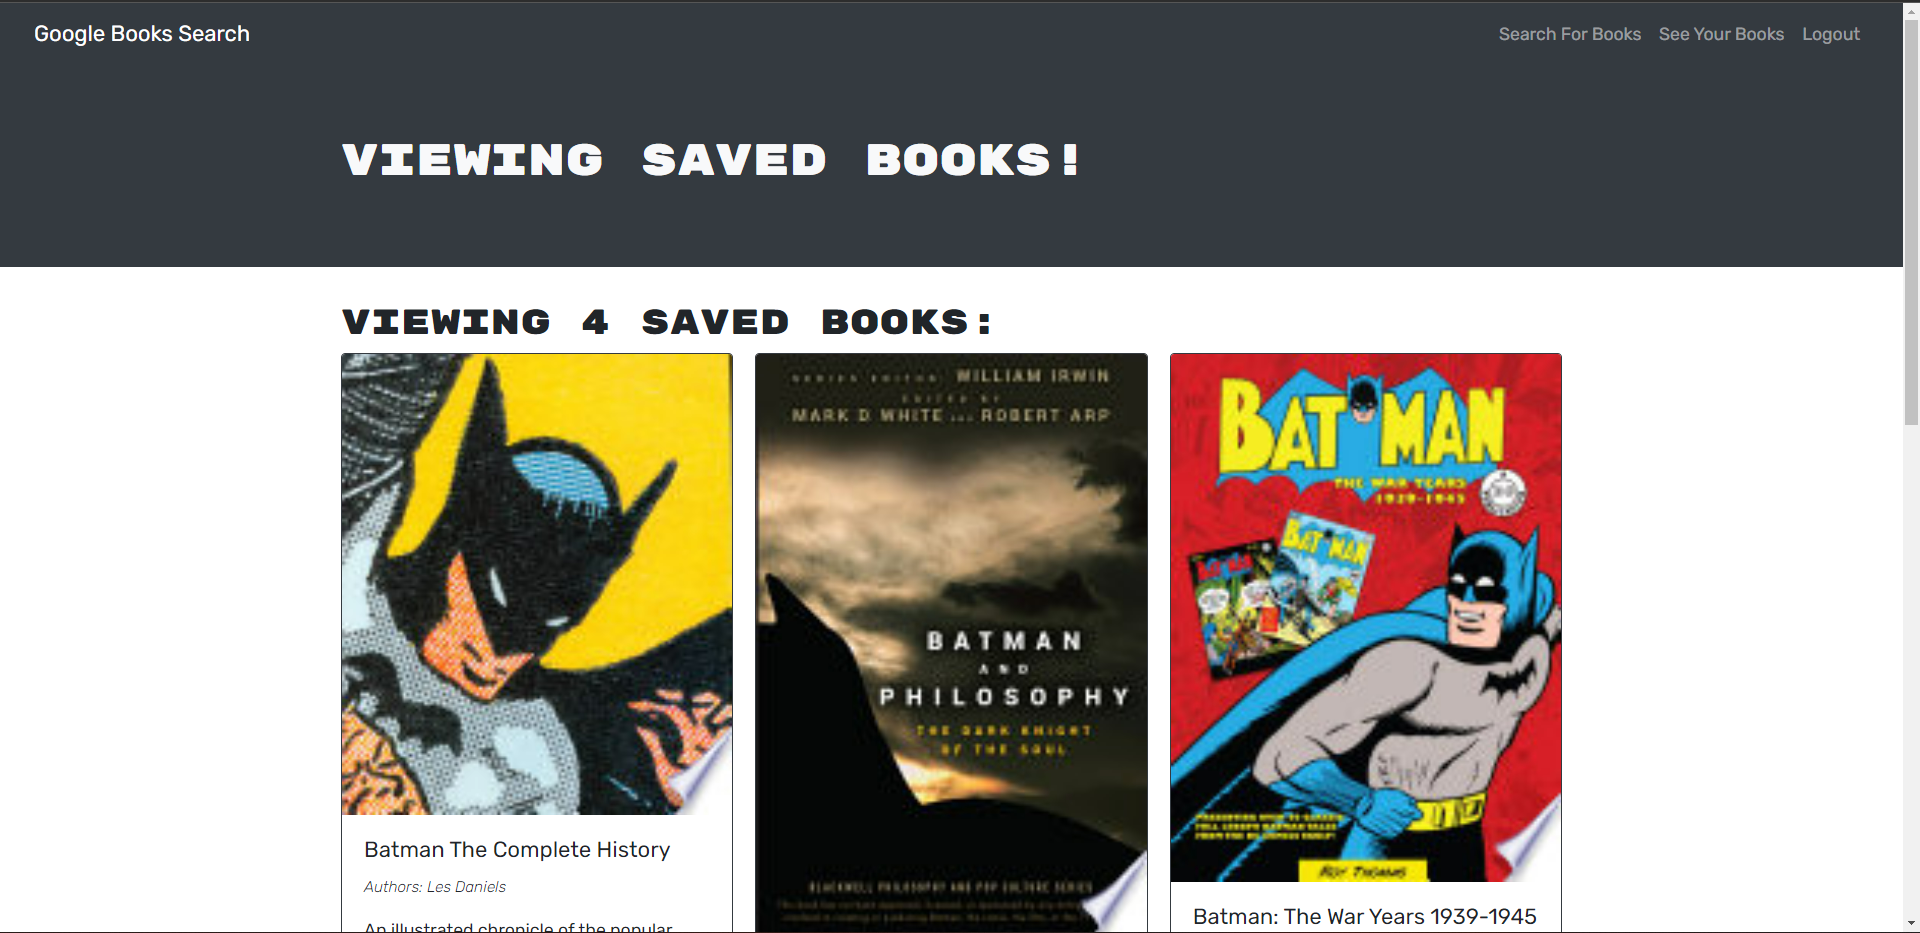 Google Books Search
Search For Books See Your Books Logout
VIEWING SAVED BOOKS!
VIEWING 4 SAVED BOOKS:
SERIES EDITOR WILLIAM IRWIN
EDITED BY
MARK D WHITE AND ROBERT ARP
BATMAN
AND
PHILOSOPHY
THE DARK KNIGHT
OF THE SOUL
BLACKWELL PHILOSOPHY AND POP CULTURE SERIES
BATMAN
THE WAR YEARS
1939-1945
BATMAN
BATMAN
ROY THOMAS
Batman The Complete History
Authors: Les Daniels
An illustrated chronicle of the popular
Batman: The War Years 1939-1945